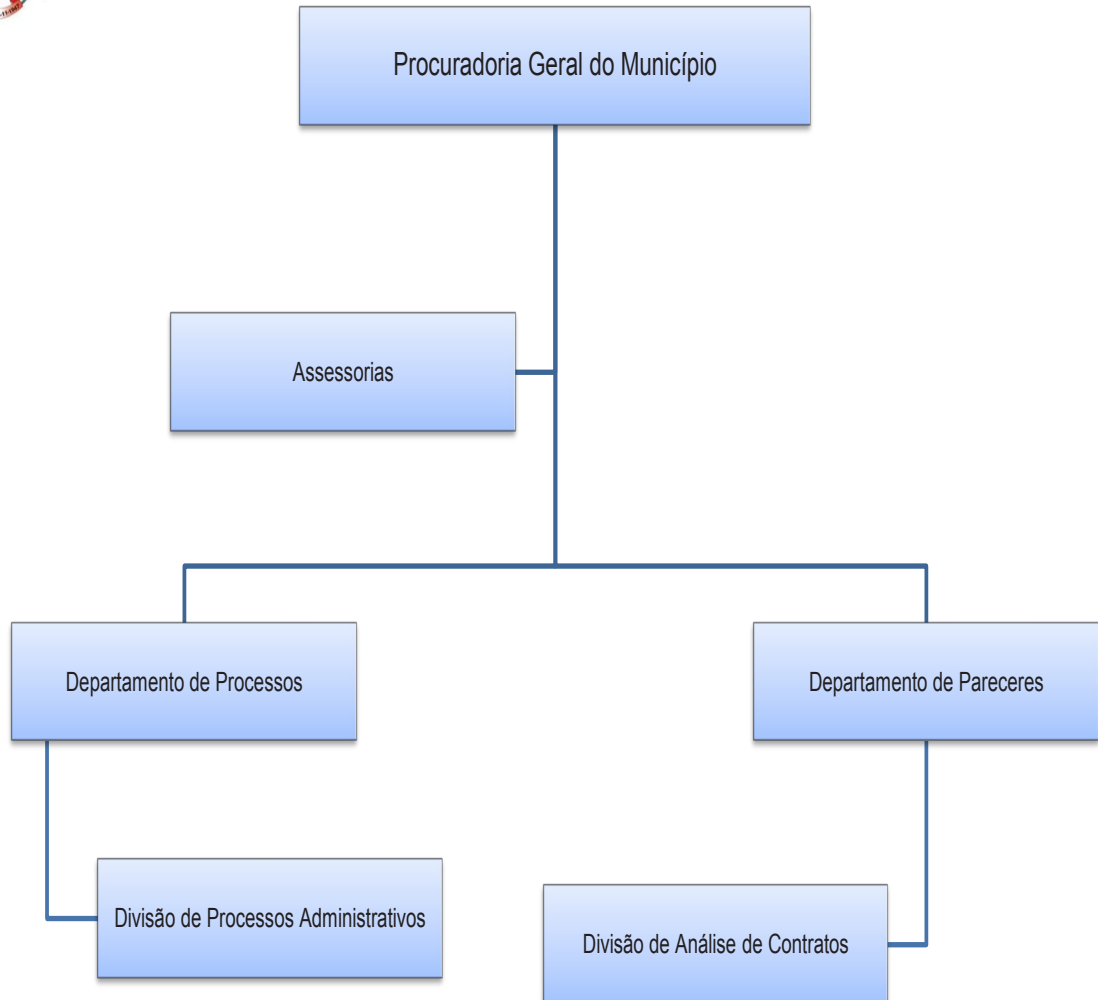 Procuradoria Geral do Município
Assessorias
Departamento de Processos
Departamento de Pareceres
Divisão de Processos Administrativos
Divisão de Análise de Contratos